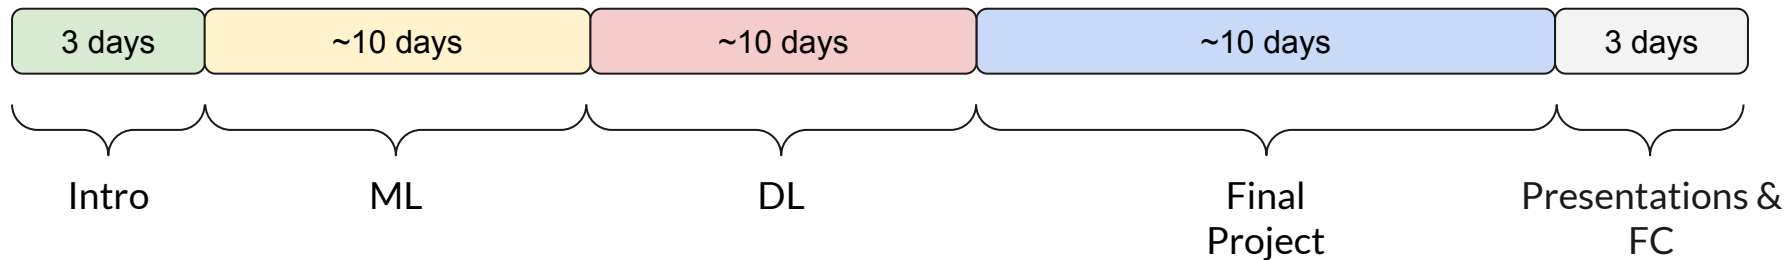 3 days
~10 days
~10 days
~10 days
3 days
Intro
ML
DL
Final
Project
Presentations &
FC